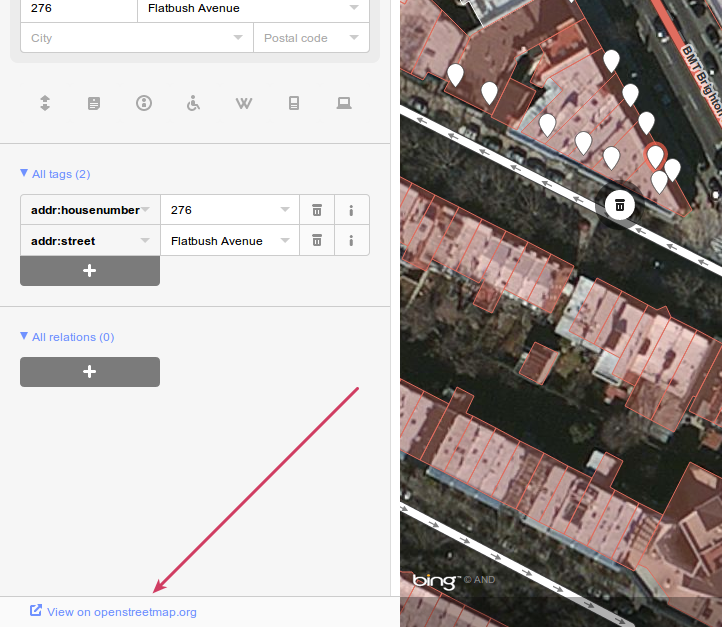 276 Flatbush Avenue
City Postal code
W
All tags (2)
addr:housenumber 276
addr:street Flatbush Avenue
+
All relations (0)
+
View on openstreetmap.org
BMT Brighton
bing™ © AND